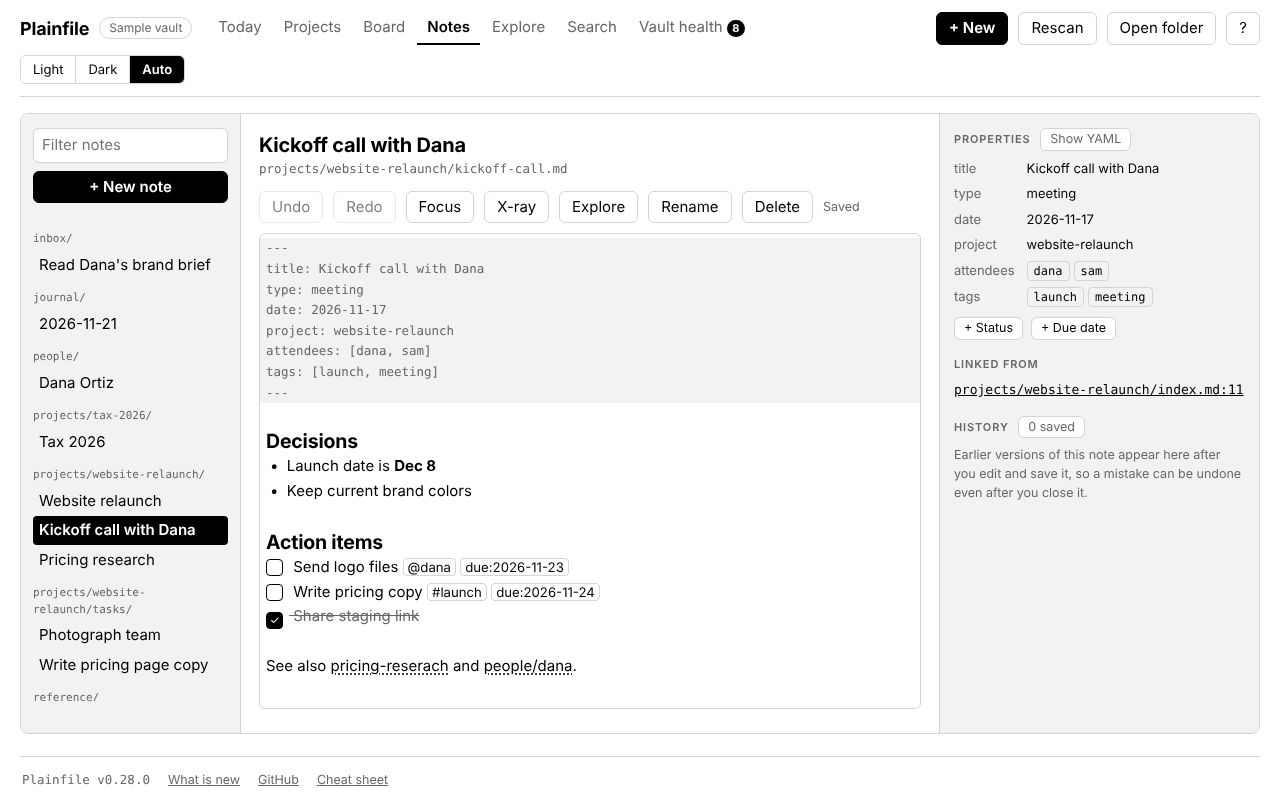 Plainfile
Sample vault
Today
Projects
Board
Notes
Explore
Search
Vault health 8
+ New
Rescan
Open folder
?
Light
Dark
Auto
Filter notes
+ New note
inbox/
Read Dana's brand brief
journal/
2026-11-21
people/
Dana Ortiz
projects/tax-2026/
Tax 2026
projects/website-relaunch/
Website relaunch
Kickoff call with Dana
Pricing research
projects/website-
relaunch/tasks/
Photograph team
Write pricing page copy
reference/
Kickoff call with Dana
projects/website-relaunch/kickoff-call.md
Undo
Redo
Focus
X-ray
Explore
Rename
Delete
Saved
---
title: Kickoff call with Dana
type: meeting
date: 2026-11-17
project: website-relaunch
attendees: [dana, sam]
tags: [launch, meeting]
---
Decisions
• Launch date is Dec 8
• Keep current brand colors
Action items
Send logo files @dana due:2026-11-23
Write pricing copy #launch due:2026-11-24
Share staging link
See also pricing-reserach and people/dana.
PROPERTIES
Show YAML
title Kickoff call with Dana
type meeting
date 2026-11-17
project website-relaunch
attendees dana sam
tags launch meeting
+ Status
+ Due date
LINKED FROM
projects/website-relaunch/index.md:11
HISTORY
0 saved
Earlier versions of this note appear here after
you edit and save it, so a mistake can be undone
even after you close it.
Plainfile v0.28.0
What is new
GitHub
Cheat sheet